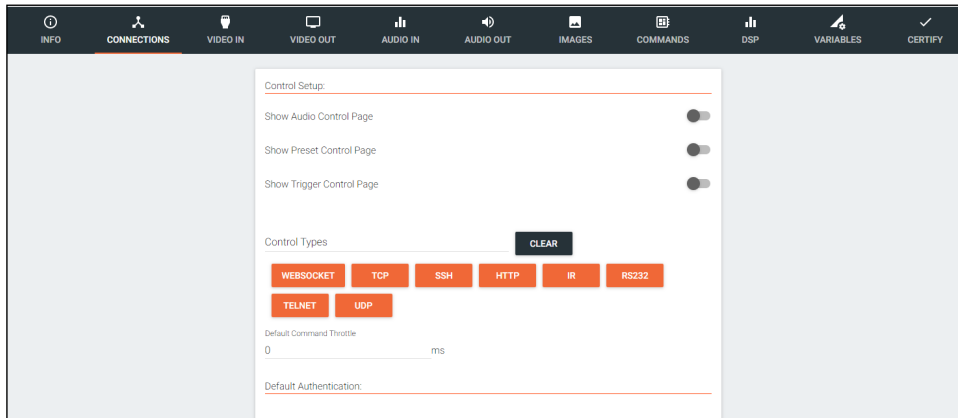 INFO CONNECTIONS VIDEO IN VIDEO OUT AUDIO IN AUDIO OUT IMAGES COMMANDS DSP VARIABLES CERTIFY
Control Setup:
Show Audio Control Page
Show Preset Control Page
Show Trigger Control Page
Control Types CLEAR
WEBSOCKET TCP SSH HTTP IR RS232
TELNET UDP
Default Command Throttle
0 ms
Default Authentication: